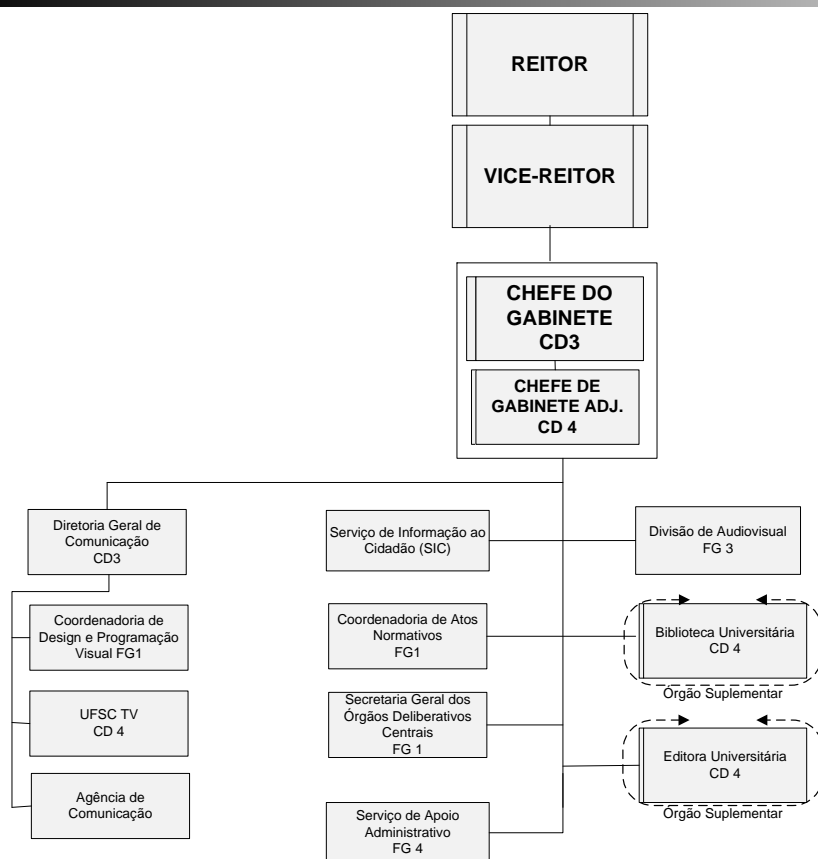 REITOR
VICE-REITOR
CHEFE DO
GABINETE
CD3
CHEFE DE
GABINETE ADJ.
CD 4
Diretoria Geral de
Comunicação
CD3
Coordenadoria de
Design e Programação
Visual FG1
UFSC TV
CD 4
Agência de
Comunicação
Serviço de Informação ao
Cidadão (SIC)
Coordenadoria de Atos
Normativos
FG1
Secretaria Geral dos
Órgãos Deliberativos
Centrais
FG 1
Serviço de Apoio
Administrativo
FG 4
Divisão de Audiovisual
FG 3
Biblioteca Universitária
CD 4
Órgão Suplementar
Editora Universitária
CD 4
Órgão Suplementar